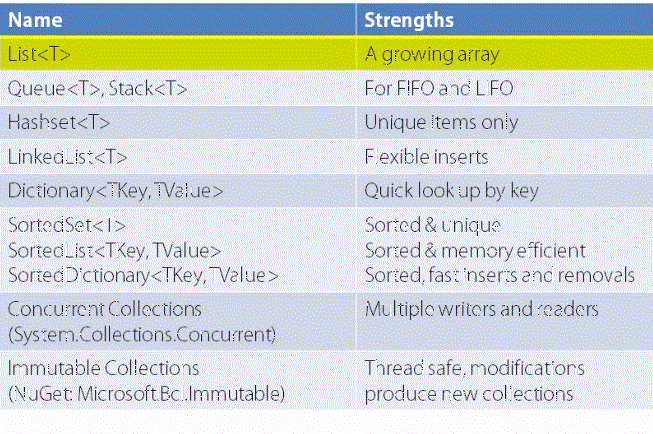 Name Strengths
List<T> A growing array
Queue<T>, Stack<T> For FIFO and LIFO
Hashset<T> Unique items only
LinkedList<T> Flexible inserts
Dictionary<TKey, TValue> Quick look up by key
SortedSet<T> Sorted & unique
SortedList<TKey, TValue> Sorted & memory efficient
SortedDictionary<TKey, TValue> Sorted, fast inserts and removals
Concurrent Collections Multiple writers and readers
(System.Collections.Concurrent)
Immutable Collections Thread safe, modifications
(NuGet: Microsoft.Bcl.Immutable) produce new collections